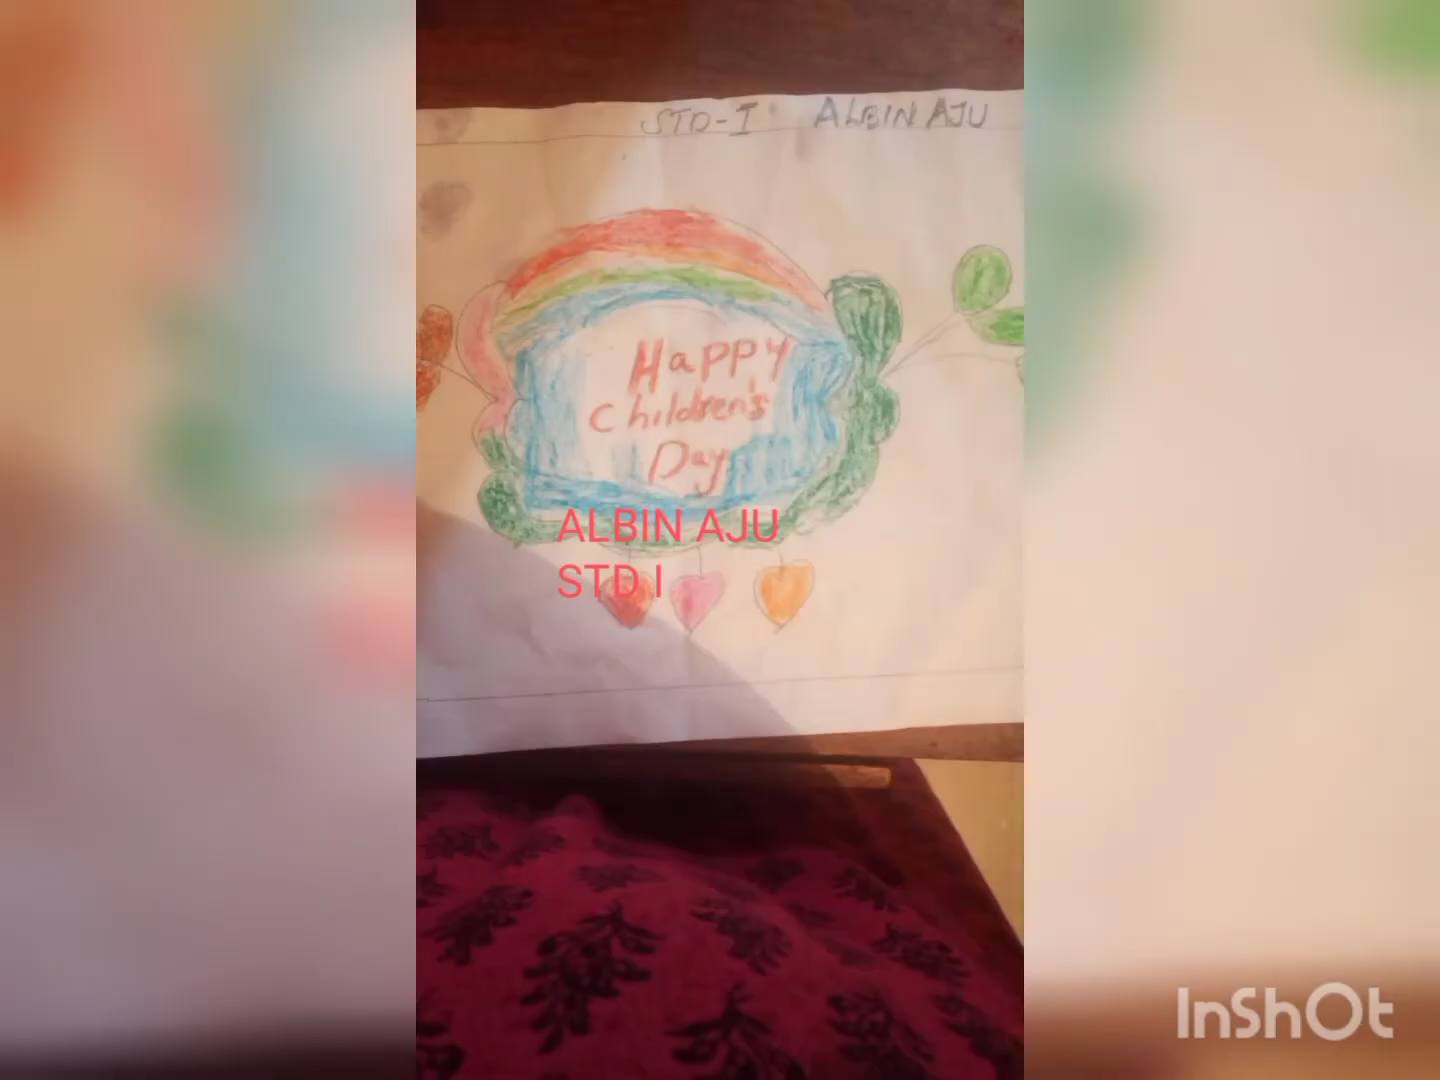 STD-I ALBIN AJU
Happy
Children's
Day
ALBIN AJU
STD I
InShOt